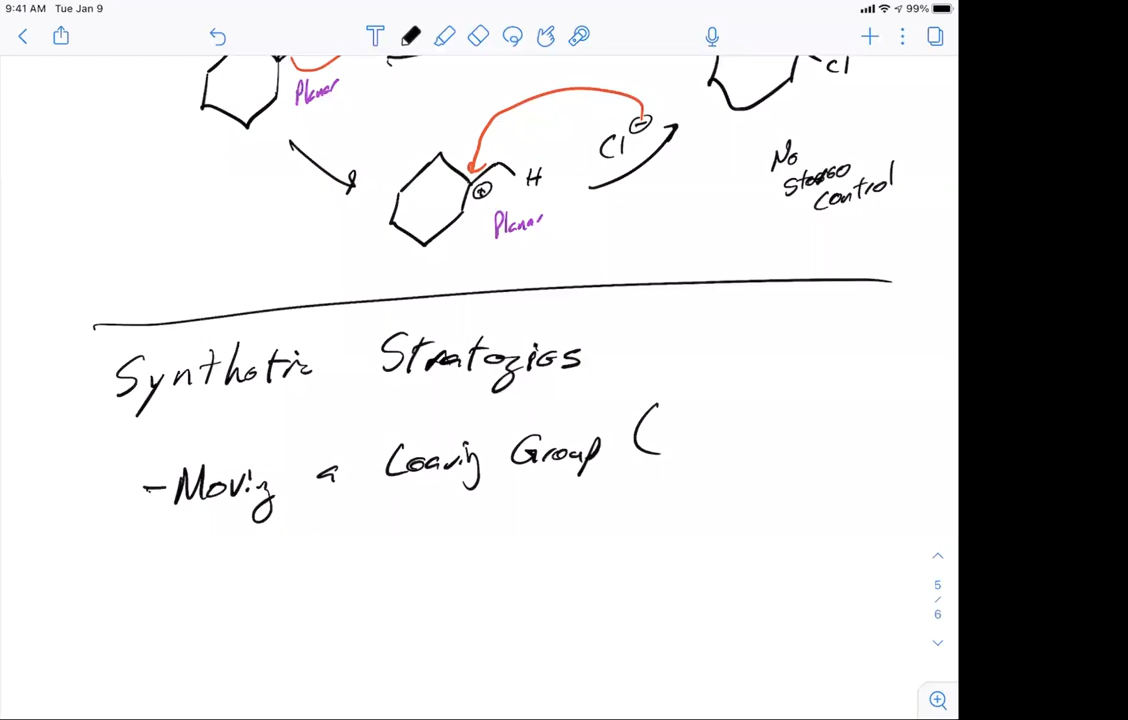 9:41 AM Tue Jan 9
99%
Cl
Planar
Cl ⊖
⊕ H
Planar
No
Stereo
Control
Synthetic Strategies
- Moving a Leaving Group (
5
/
6